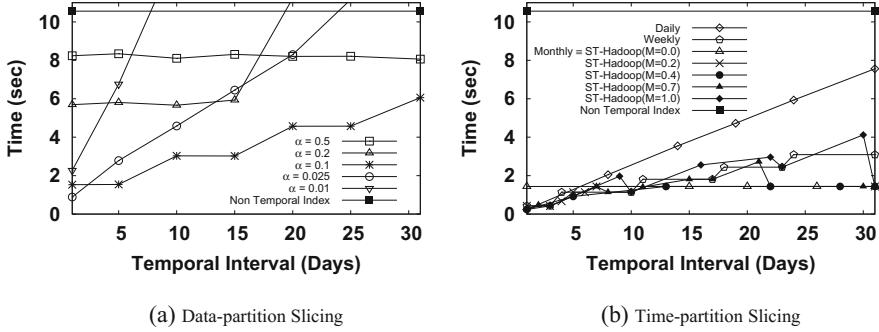 10
8
6
4
2
0
Time (sec)
5 10 15 20 25 30
Temporal Interval (Days)
α = 0.5
α = 0.2
α = 0.1
α = 0.025
α = 0.01
Non Temporal Index
(a) Data-partition Slicing
10
8
6
4
2
0
Time (sec)
5 10 15 20 25 30
Temporal Interval (Days)
Daily
Weekly
Monthly = ST-Hadoop(M=0.0)
ST-Hadoop(M=0.2)
ST-Hadoop(M=0.4)
ST-Hadoop(M=0.7)
ST-Hadoop(M=1.0)
Non Temporal Index
(b) Time-partition Slicing